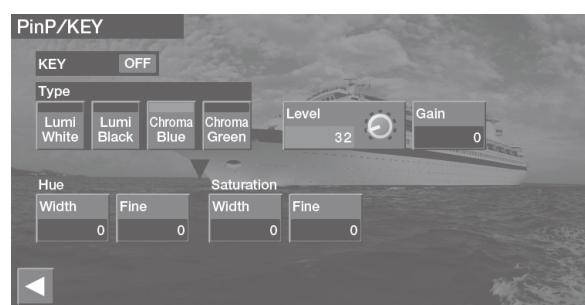 PinP/KEY
KEY OFF
Type
Lumi White
Lumi Black
Chroma Blue
Chroma Green
Level
32
Gain
0
Hue
Saturation
Width
0
Fine
0
Width
0
Fine
0